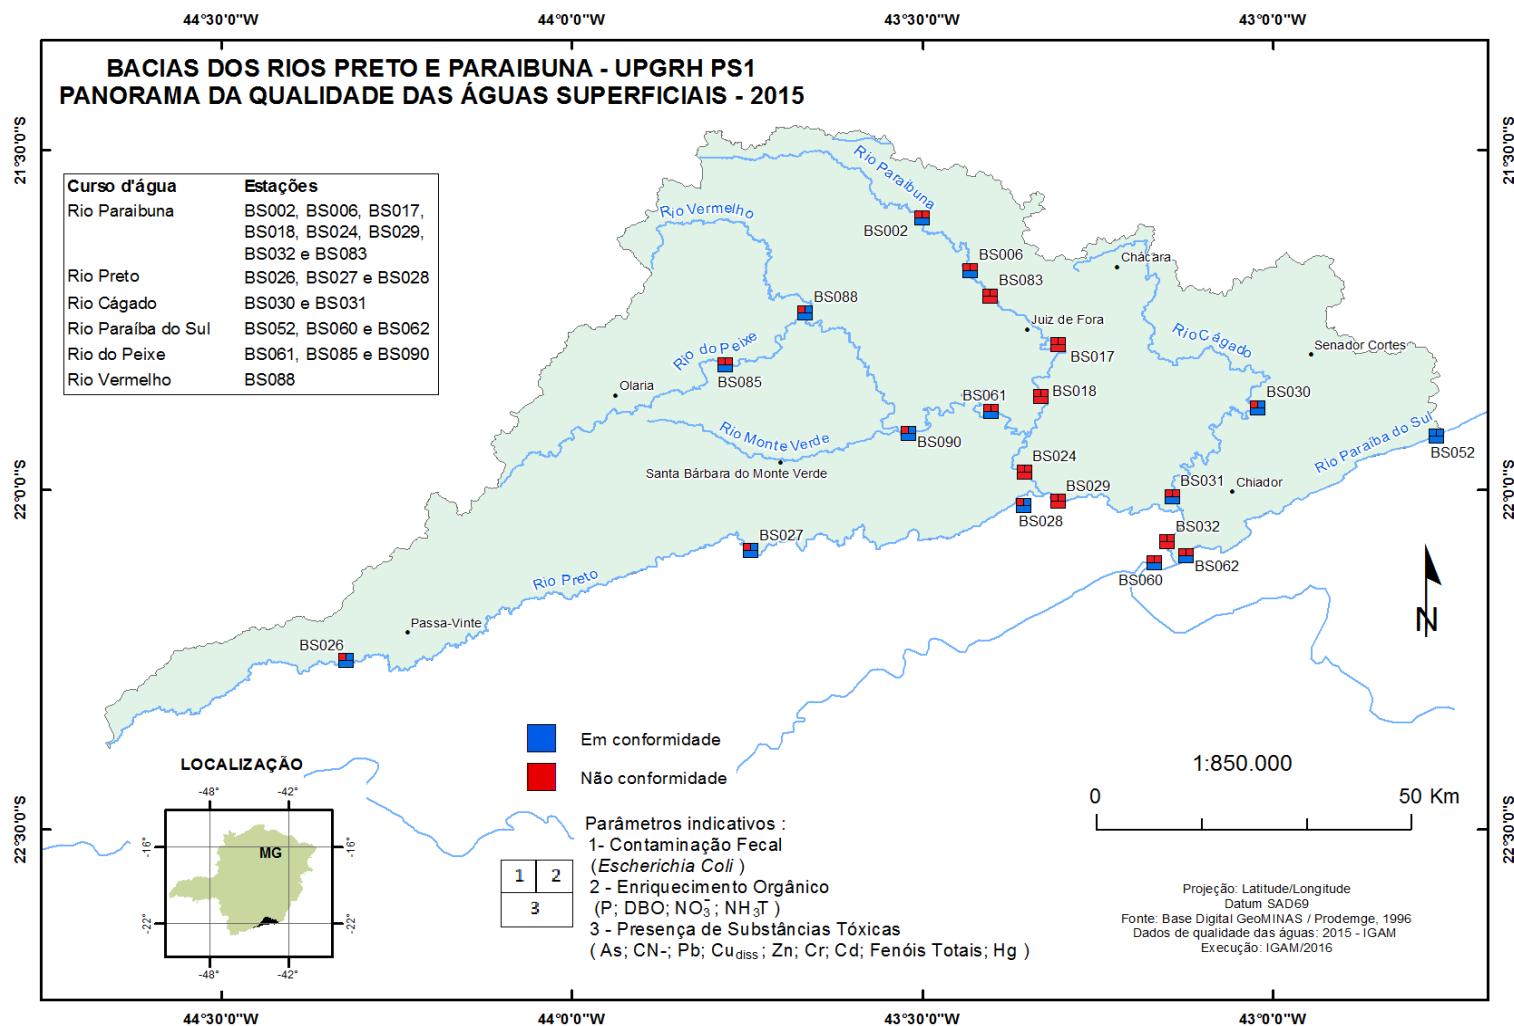 44°30'0"W 44°0'0"W 43°30'0"W 43°0'0"W
BACIAS DOS RIOS PRETO E PARAIBUNA - UPGRH PS1
PANORAMA DA QUALIDADE DAS ÁGUAS SUPERFICIAIS - 2015
21°30'0"S
21°30'0"S
Curso d'água Estações
Rio Paraibuna BS002, BS006, BS017,
BS018, BS024, BS029,
BS032 e BS083
Rio Preto BS026, BS027 e BS028
Rio Cágado BS030 e BS031
Rio Paraíba do Sul BS052, BS060 e BS062
Rio do Peixe BS061, BS085 e BS090
Rio Vermelho BS088
Rio Paraibuna
Rio Vermelho
BS002
BS006
Chácara
BS083
BS088
Juiz de Fora
Rio Cágado
Rio do Peixe
Senador Cortes
BS017
BS085
Olaria
BS018
BS030
BS061
Rio Monte Verde
BS090
Rio Paraíba do Sul
BS052
BS024
Santa Bárbara do Monte Verde
22°0'0"S
22°0'0"S
BS029
BS031
Chiador
BS028
BS032
BS027
BS062
BS060
Rio Preto
Passa-Vinte
BS026
N
Em conformidade
Não conformidade
1:850.000
0 50 Km
LOCALIZAÇÃO
-48° -42°
-16° -16°
MG
-22° -22°
-48° -42°
22°30'0"S
22°30'0"S
Parâmetros indicativos :
1- Contaminação Fecal
(Escherichia Coli )
1 2
3
2 - Enriquecimento Orgânico
(P; DBO; NO₃⁻; NH₃T )
3 - Presença de Substâncias Tóxicas
( As; CN-; Pb; Cu diss ; Zn; Cr; Cd; Fenóis Totais; Hg )
Projeção: Latitude/Longitude
Datum SAD69
Fonte: Base Digital GeoMINAS / Prodemge, 1996
Dados de qualidade das águas: 2015 - IGAM
Execução: IGAM/2016
44°30'0"W 44°0'0"W 43°30'0"W 43°0'0"W